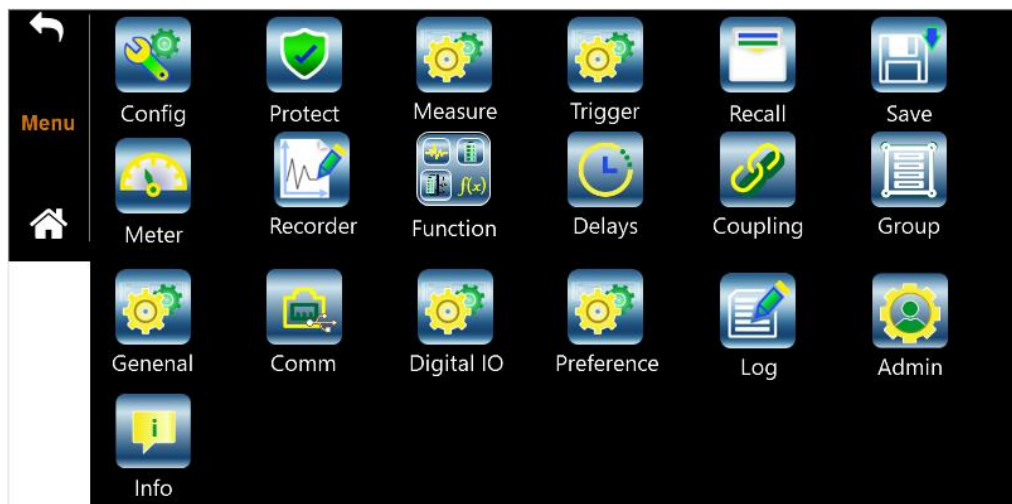 Menu
Config Protect Measure Trigger Recall Save
Meter Recorder Function Delays Coupling Group
f(x)
Genenal Comm Digital IO Preference Log Admin
i
Info